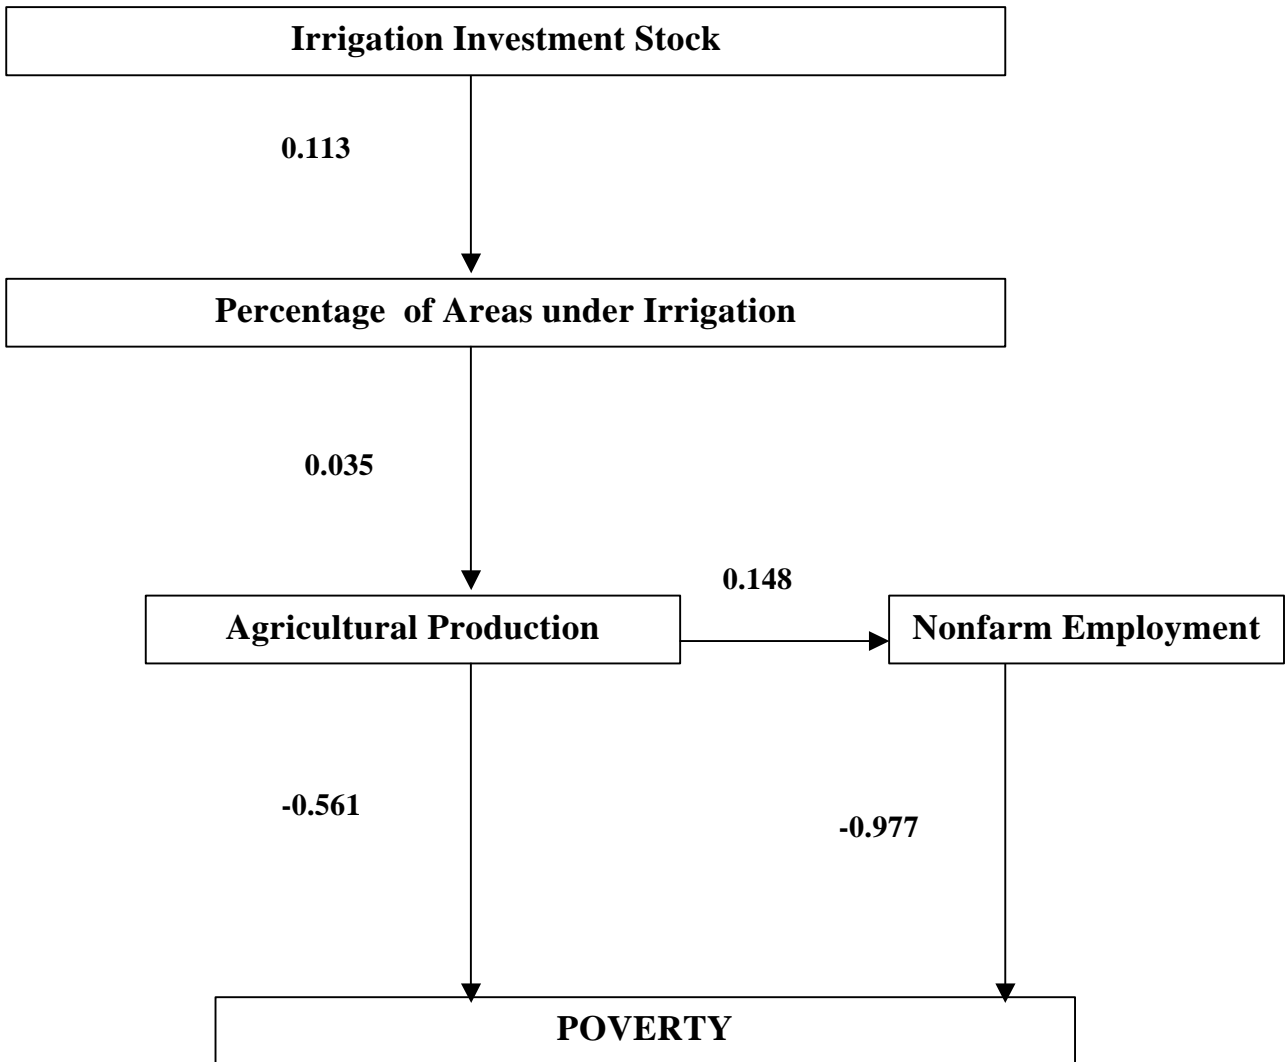 Irrigation Investment Stock
0.113
Percentage of Areas under Irrigation
0.035
0.148
Agricultural Production
Nonfarm Employment
-0.561
-0.977
POVERTY